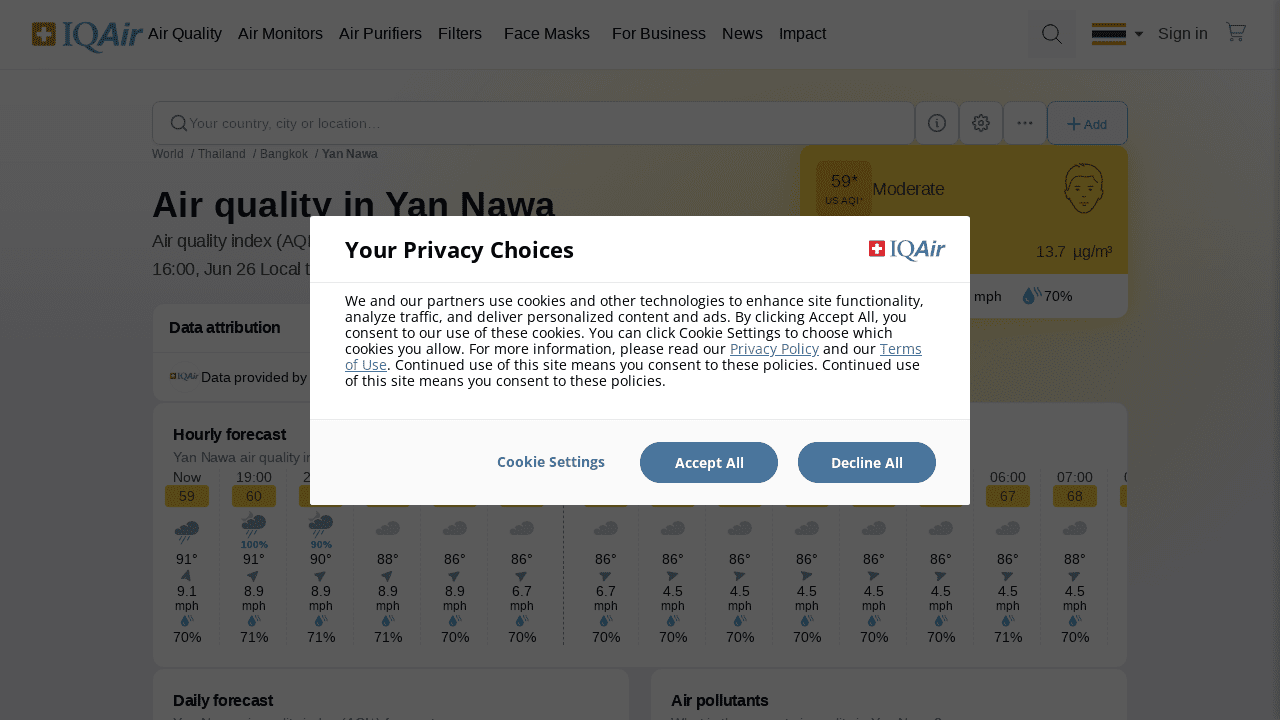 IQAir Air Quality Air Monitors Air Purifiers Filters Face Masks For Business News Impact Sign in
Your country, city or location... Add
World / Thailand / Bangkok / Yan Nawa
Air quality in Yan Nawa
Air quality index (AQI
16:00, Jun 26 Local t
59*
US AQI⁺
Moderate
13.7 µg/m³
mph 70%
Data attribution
IQAir Data provided by
Your Privacy Choices
IQAir
We and our partners use cookies and other technologies to enhance site functionality,
analyze traffic, and deliver personalized content and ads. By clicking Accept All, you
consent to our use of these cookies. You can click Cookie Settings to choose which
cookies you allow. For more information, please read our Privacy Policy and our Terms
of Use. Continued use of this site means you consent to these policies. Continued use
of this site means you consent to these policies.
Cookie Settings Accept All Decline All
Hourly forecast
Yan Nawa air quality in
Now 19:00 06:00 07:00
59 60 67 68
100% 90%
91° 91° 90° 88° 86° 86° 86° 86° 86° 86° 86° 86° 86° 88°
9.1 8.9 8.9 8.9 8.9 6.7 6.7 4.5 4.5 4.5 4.5 4.5 4.5 4.5
mph mph mph mph mph mph mph mph mph mph mph mph mph mph
70% 71% 71% 71% 70% 70% 70% 70% 70% 70% 70% 70% 71% 70%
Daily forecast
Air pollutants